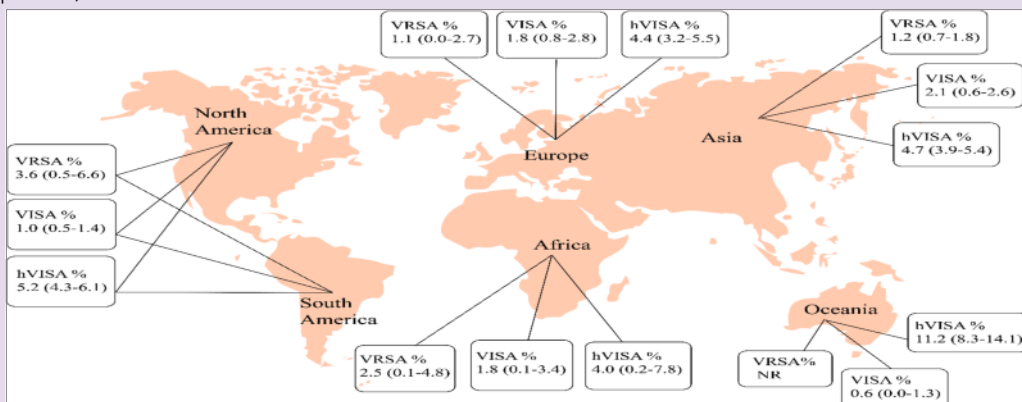 VRSA %
1.1 (0.0-2.7)
VISA %
1.8 (0.8-2.8)
hVISA %
4.4 (3.2-5.5)
VRSA %
1.2 (0.7-1.8)
VISA %
2.1 (0.6-2.6)
hVISA %
4.7 (3.9-5.4)
North
America
Europe
Asia
VRSA %
3.6 (0.5-6.6)
VISA %
1.0 (0.5-1.4)
hVISA %
5.2 (4.3-6.1)
Africa
South
America
Oceania
VRSA %
2.5 (0.1-4.8)
VISA %
1.8 (0.1-3.4)
hVISA %
4.0 (0.2-7.8)
VRSA%
NR
VISA %
0.6 (0.0-1.3)
hVISA %
11.2 (8.3-14.1)